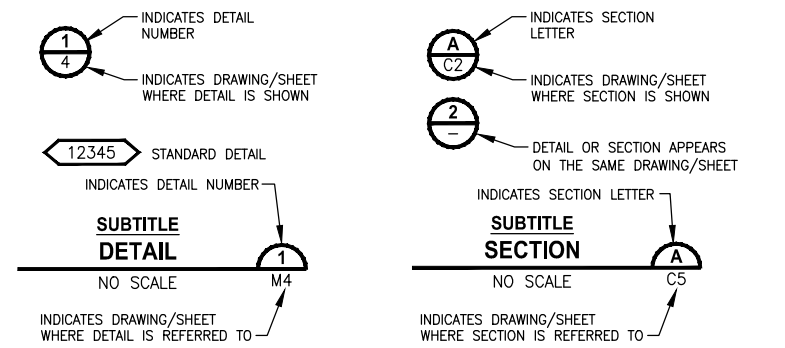 INDICATES DETAIL
NUMBER
1
4
INDICATES DRAWING/SHEET
WHERE DETAIL IS SHOWN
12345
STANDARD DETAIL
INDICATES DETAIL NUMBER
SUBTITLE
DETAIL
1
NO SCALE
M4
INDICATES DRAWING/SHEET
WHERE DETAIL IS REFERRED TO
INDICATES SECTION
LETTER
A
C2
INDICATES DRAWING/SHEET
WHERE SECTION IS SHOWN
2
–
DETAIL OR SECTION APPEARS
ON THE SAME DRAWING/SHEET
INDICATES SECTION LETTER
SUBTITLE
SECTION
A
NO SCALE
C5
INDICATES DRAWING/SHEET
WHERE SECTION IS REFERRED TO